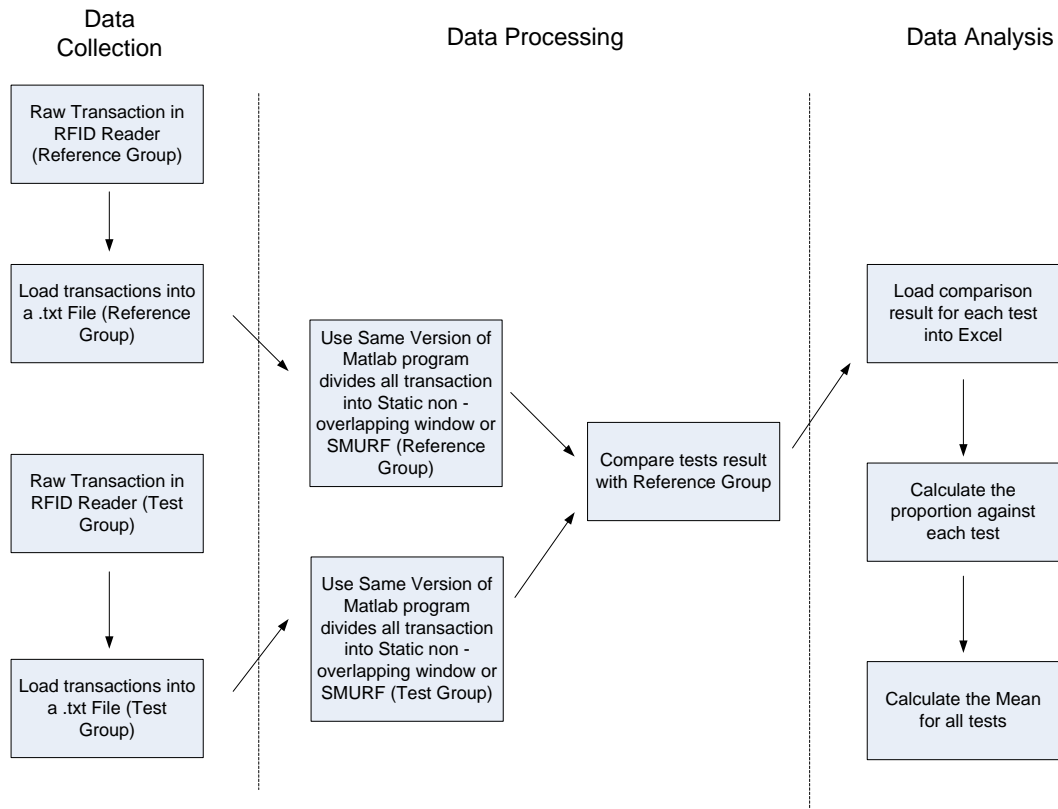 Data
Collection
Data Processing
Data Analysis
Raw Transaction in
RFID Reader
(Reference Group)
Load transactions into
a .txt File (Reference
Group)
Raw Transaction in
RFID Reader (Test
Group)
Load transactions into
a .txt File (Test
Group)
Use Same Version of
Matlab program
divides all transaction
into Static non -
overlapping window or
SMURF (Reference
Group)
Use Same Version of
Matlab program
divides all transaction
into Static non -
overlapping window or
SMURF (Test Group)
Compare tests result
with Reference Group
Load comparison
result for each test
into Excel
Calculate the
proportion against
each test
Calculate the Mean
for all tests